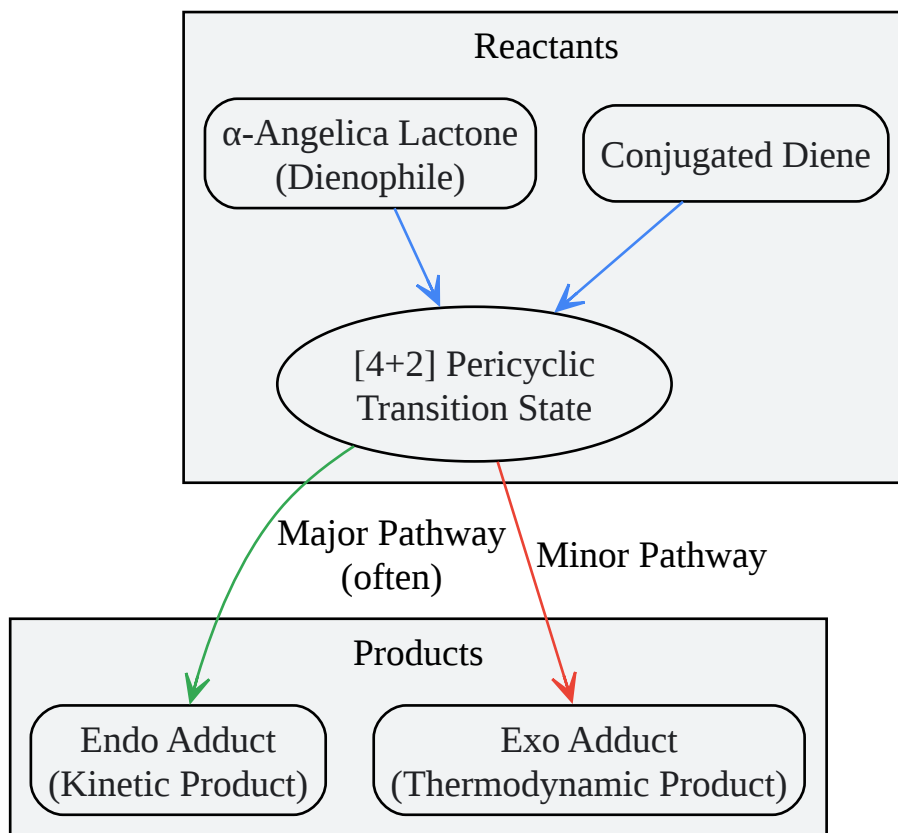 Reactants
α-Angelica Lactone
(Dienophile)
Conjugated Diene
[4+2] Pericyclic
Transition State
Major Pathway
(often)
Minor Pathway
Products
Endo Adduct
(Kinetic Product)
Exo Adduct
(Thermodynamic Product)